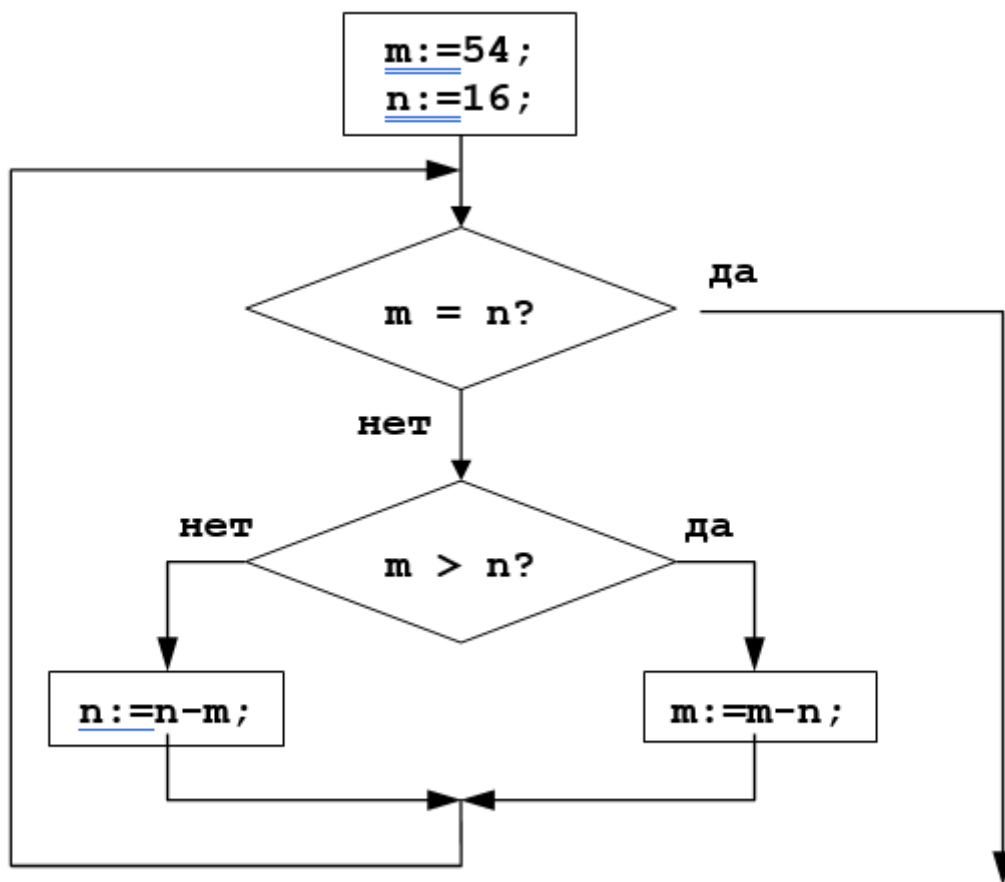 m:=54;
n:=16;
да
m = n?
нет
нет
да
m > n?
n:=n-m;
m:=m-n;